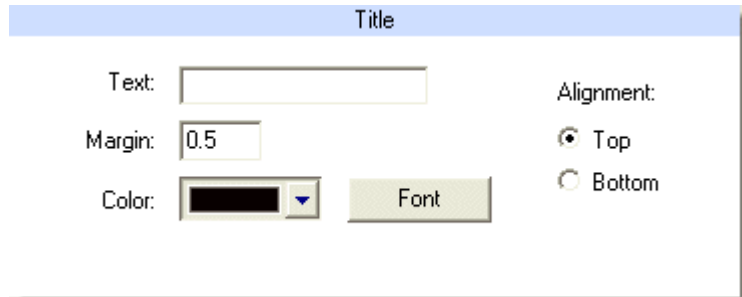 Title
Text:
Alignment:
Margin: 0.5
Top
Color: Font
Bottom